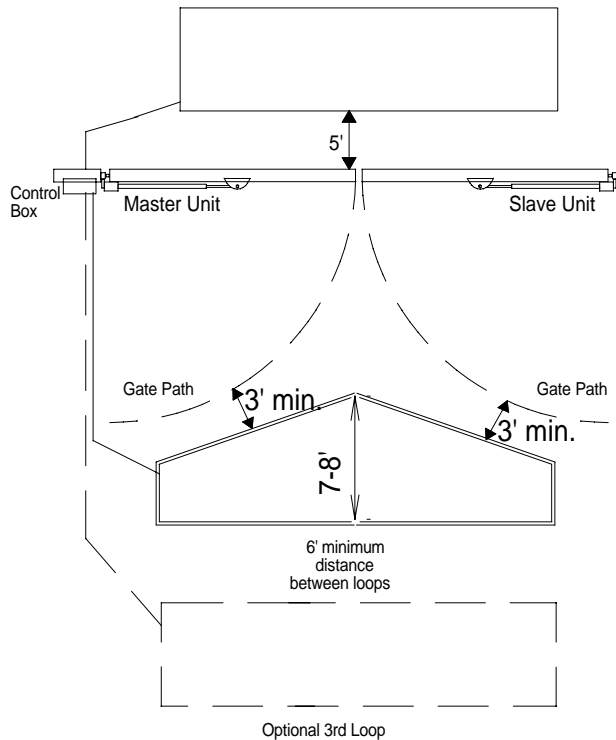 5'
Control
Box
Master Unit
Slave Unit
Gate Path
3' min.
Gate Path
3' min.
7-8'
6' minimum
distance
between loops
Optional 3rd Loop